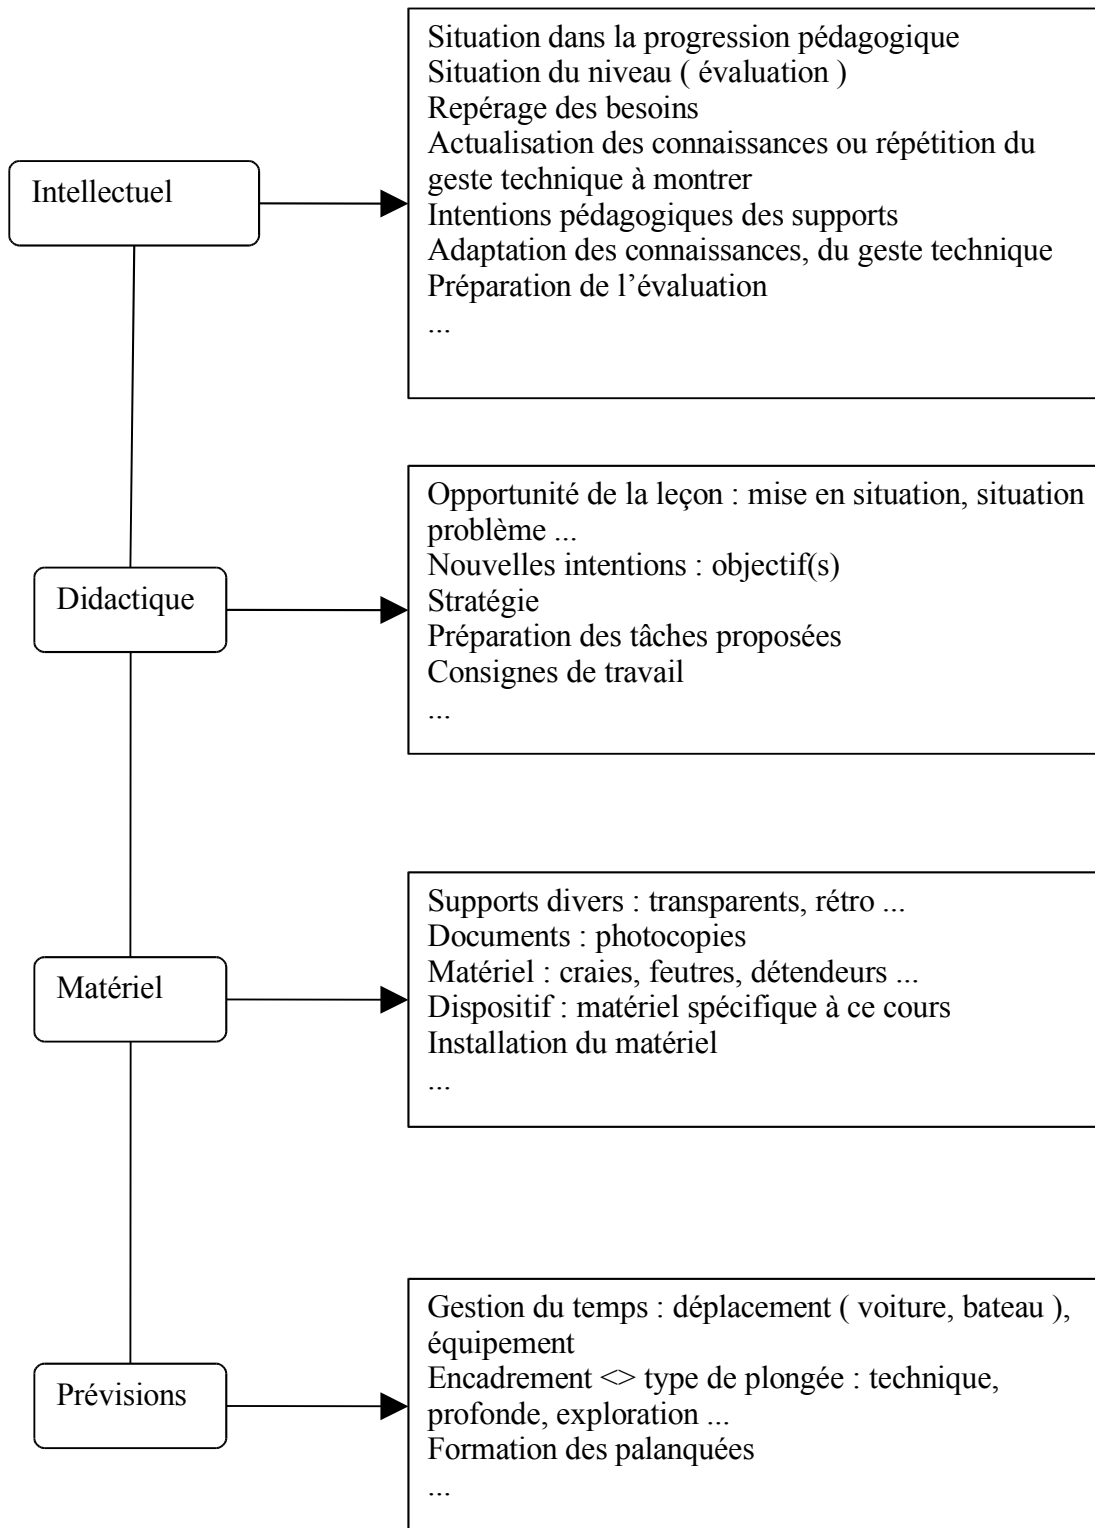 Intellectuel
Situation dans la progression pédagogique
Situation du niveau ( évaluation )
Repérage des besoins
Actualisation des connaissances ou répétition du
geste technique à montrer
Intentions pédagogiques des supports
Adaptation des connaissances, du geste technique
Préparation de l’évaluation
...
Didactique
Opportunité de la leçon : mise en situation, situation
problème ...
Nouvelles intentions : objectif(s)
Stratégie
Préparation des tâches proposées
Consignes de travail
...
Matériel
Supports divers : transparents, rétro ...
Documents : photocopies
Matériel : craies, feutres, détendeurs ...
Dispositif : matériel spécifique à ce cours
Installation du matériel
...
Prévisions
Gestion du temps : déplacement ( voiture, bateau ),
équipement
Encadrement <> type de plongée : technique,
profonde, exploration ...
Formation des palanquées
...